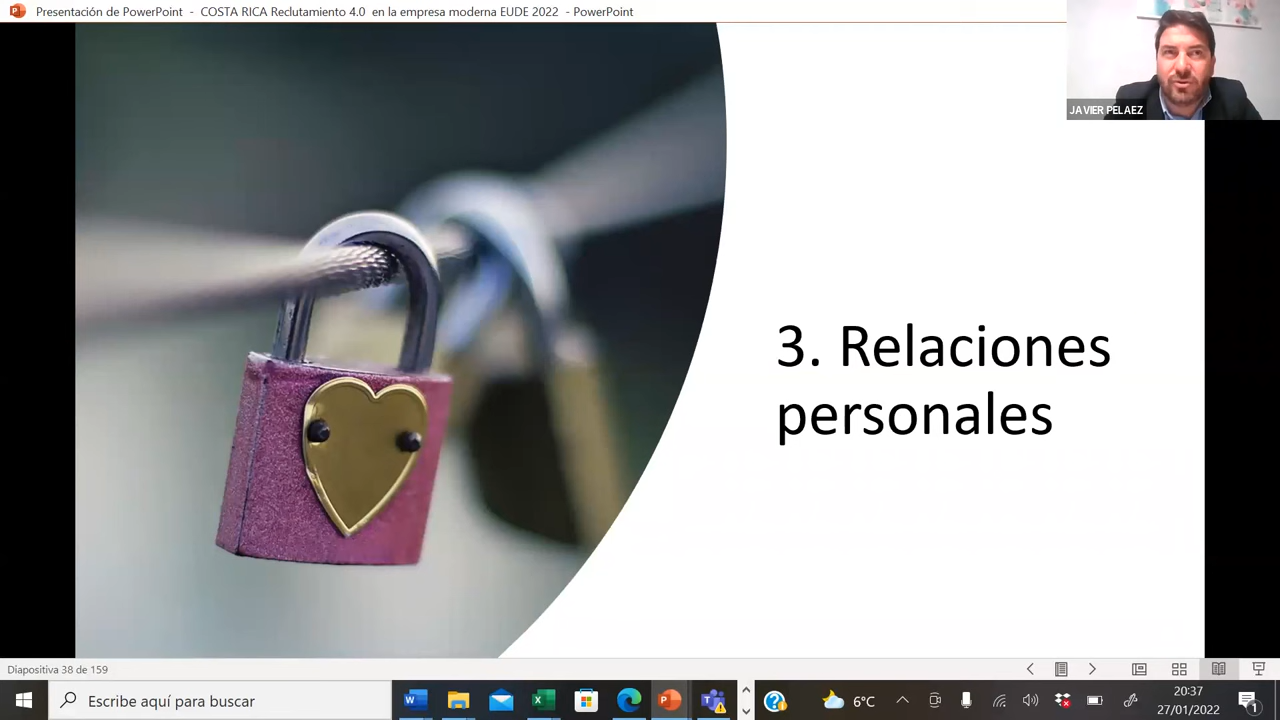 Presentación de PowerPoint - COSTA RICA Reclutamiento 4.0 en la empresa moderna EUDE 2022 - PowerPoint
JAVIER PELAEZ
3. Relaciones
personales
Diapositiva 38 de 159
Escribe aquí para buscar
6°C
20:37
27/01/2022
1